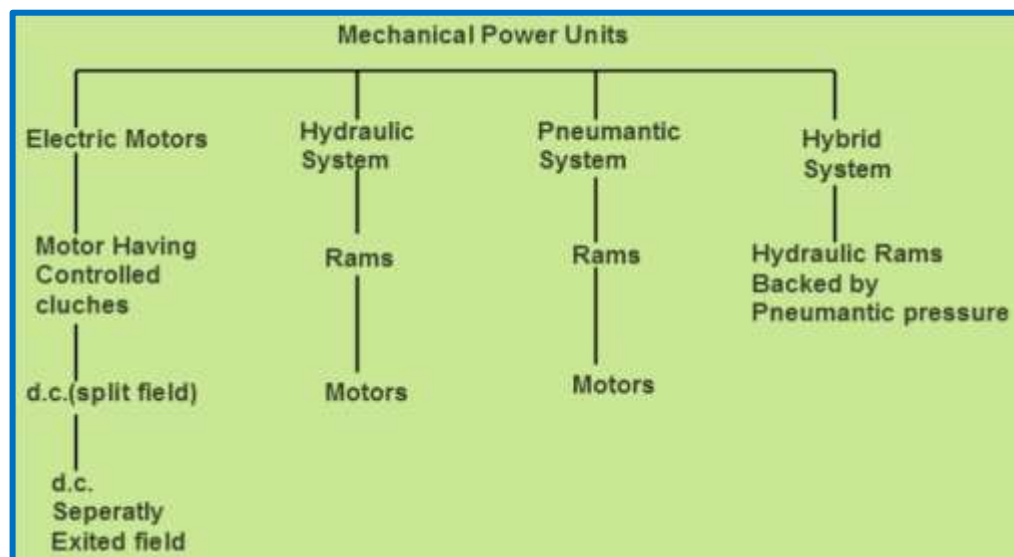 Mechanical Power Units
Electric Motors
Motor Having
Controlled
cluches
d.c.(split field)
d.c.
Seperatly
Exited field
Hydraulic
System
Rams
Motors
Pneumantic
System
Rams
Motors
Hybrid
System
Hydraulic Rams
Backed by
Pneumantic pressure